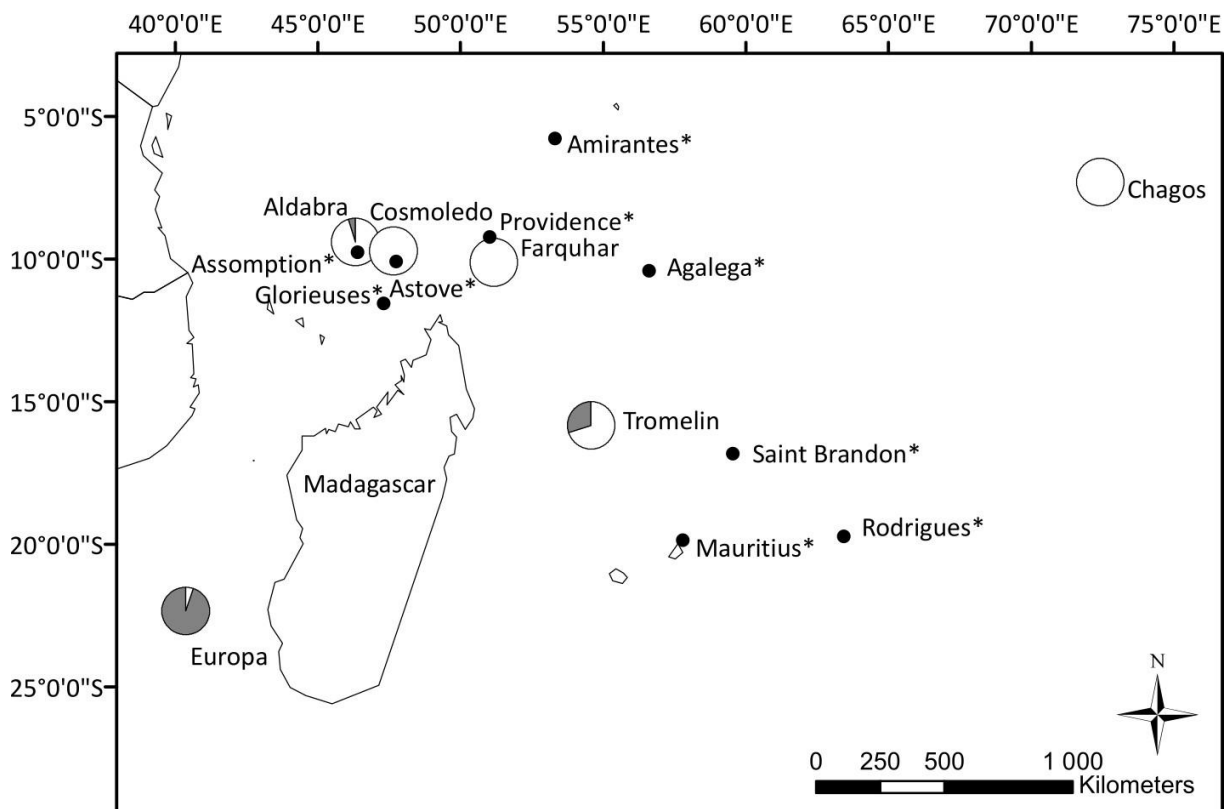 40°0'0"E 45°0'0"E 50°0'0"E 55°0'0"E 60°0'0"E 65°0'0"E 70°0'0"E 75°0'0"E
5°0'0"S
Amirantes*
Chagos
Aldabra
Cosmoledo
Providence*
Farquhar
10°0'0"S
Assomption*
Agalega*
Glorieuses*
Astove*
15°0'0"S
Tromelin
Saint Brandon*
Madagascar
Rodrigues*
20°0'0"S
Mauritius*
Europa
25°0'0"S
N
0 250 500 1 000
Kilometers